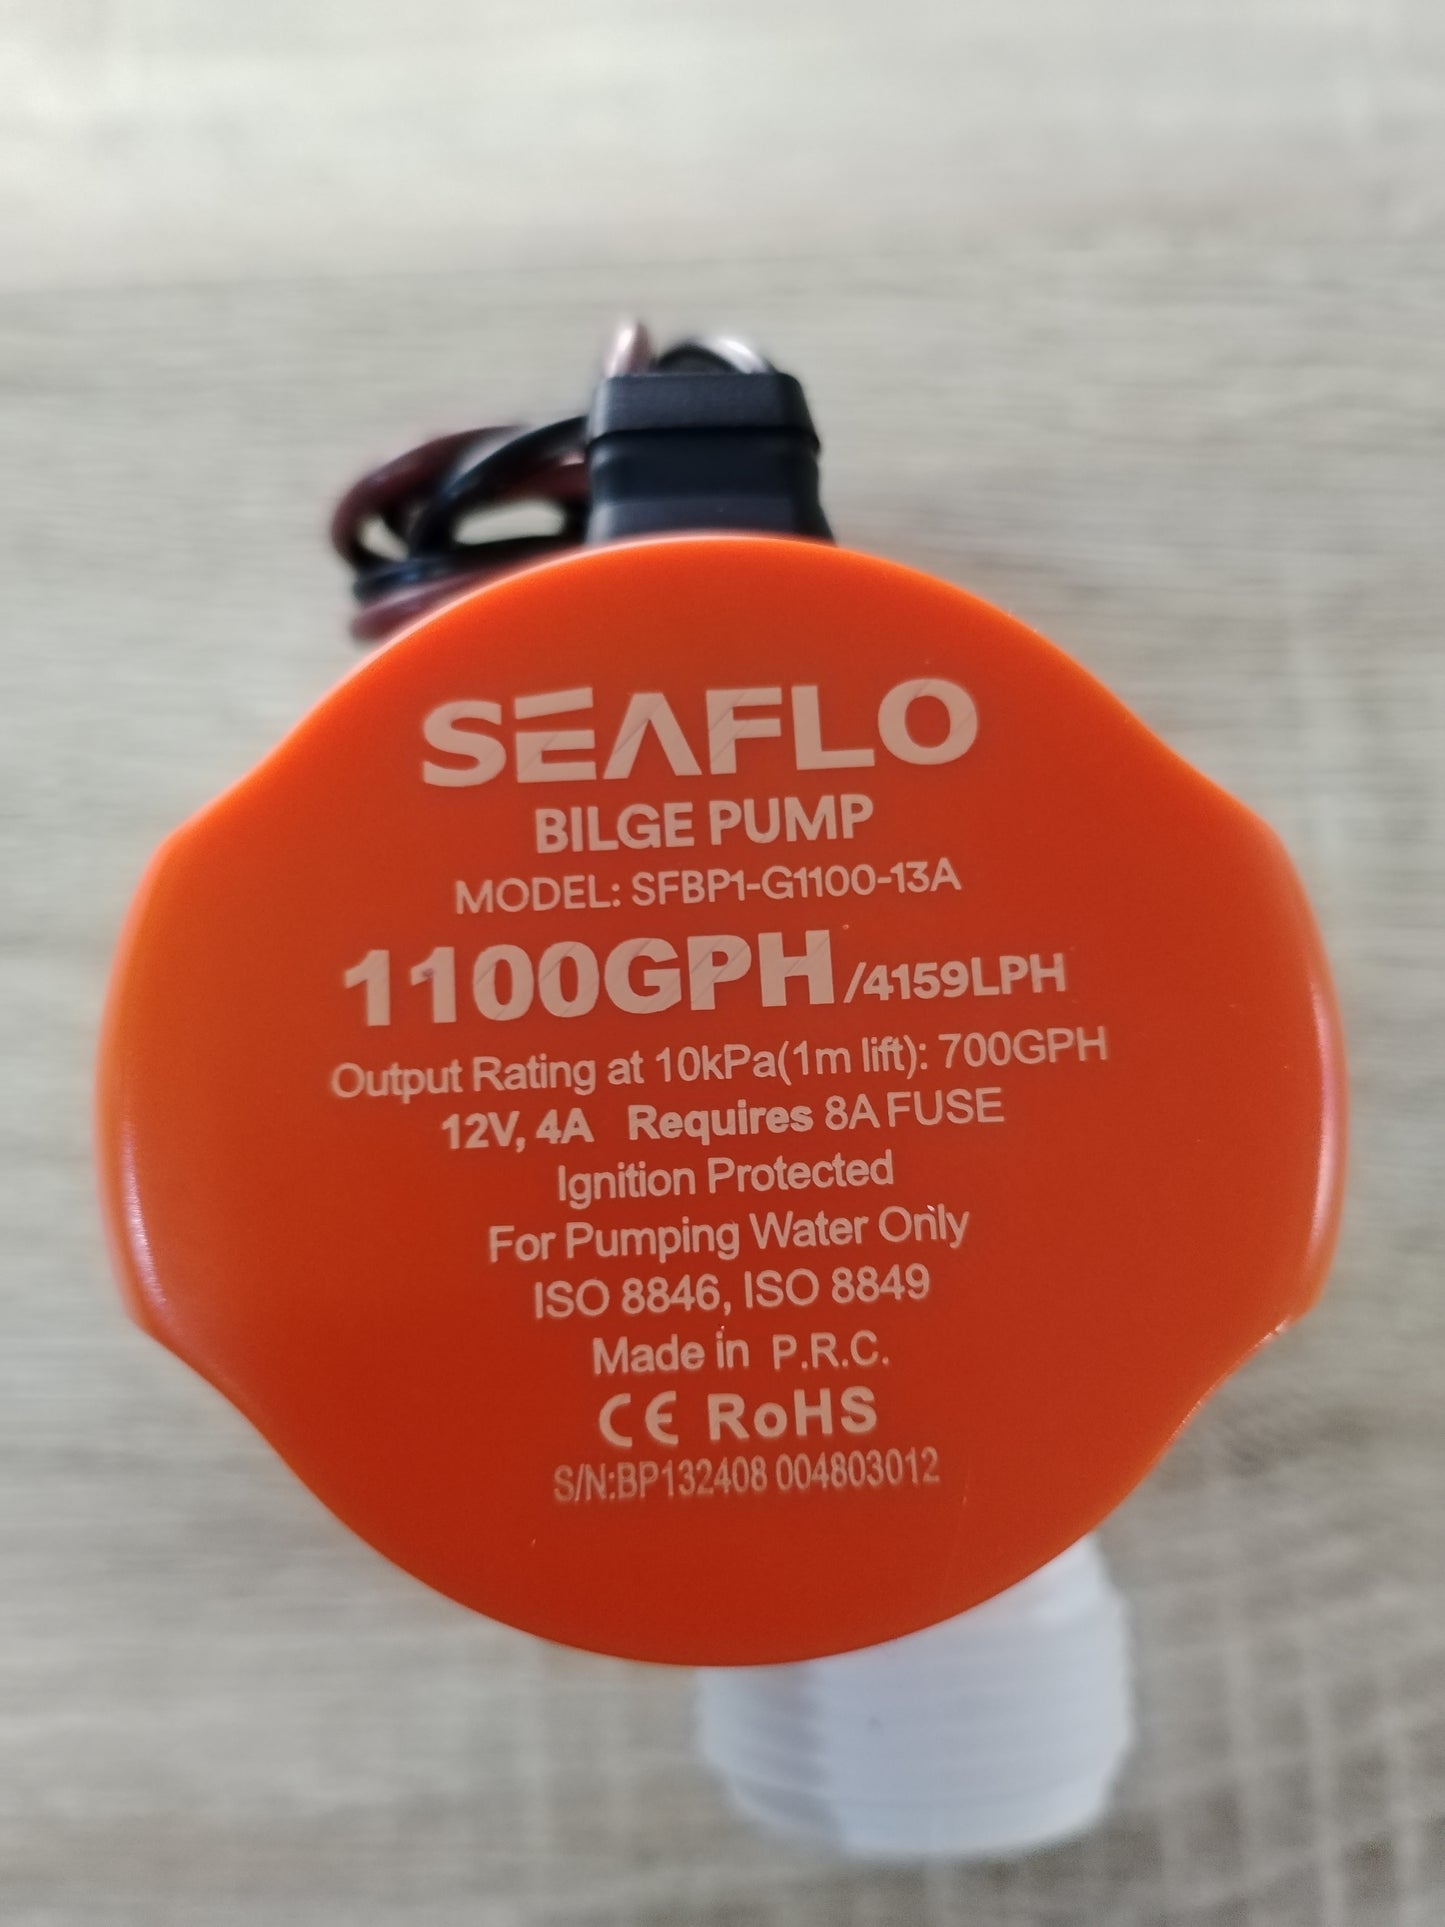 SEAFLO
BILGE PUMP
MODEL: SFBP1-G1100-13A
1100GPH/4159LPH
Output Rating at 10kPa(1m lift): 700GPH
12V, 4A Requires 8A FUSE
Ignition Protected
For Pumping Water Only
ISO 8846, ISO 8849
Made in P.R.C.
CE RoHS
S/N:BP132408 004803012